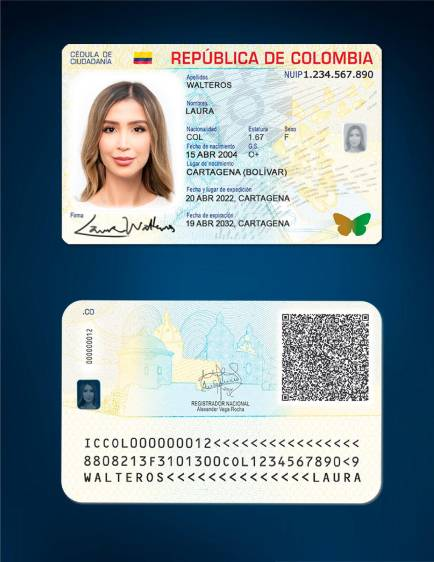 CÉDULA DE
CIUDADANÍA
REPÚBLICA DE COLOMBIA
NUIP 1.234.567.890
Apellidos
WALTEROS
Nombres
LAURA
Nacionalidad Estatura Sexo
COL 1.67 F
Fecha de nacimiento G.S.
15 ABR 2004 O+
Lugar de nacimiento
CARTAGENA (BOLÍVAR)
Fecha y lugar de expedición
20 ABR 2022, CARTAGENA
Fecha de expiración
19 ABR 2032, CARTAGENA
Firma
Laura Walteros
.CO
000000012
REGISTRADOR NACIONAL
Alexander Vega Rocha
ICCOL000000012<<<<<<<<<<<<<<<<
8808213F3101300COL1234567890<9
WALTEROS<<<<<<<<<<<<<<<<<LAURA